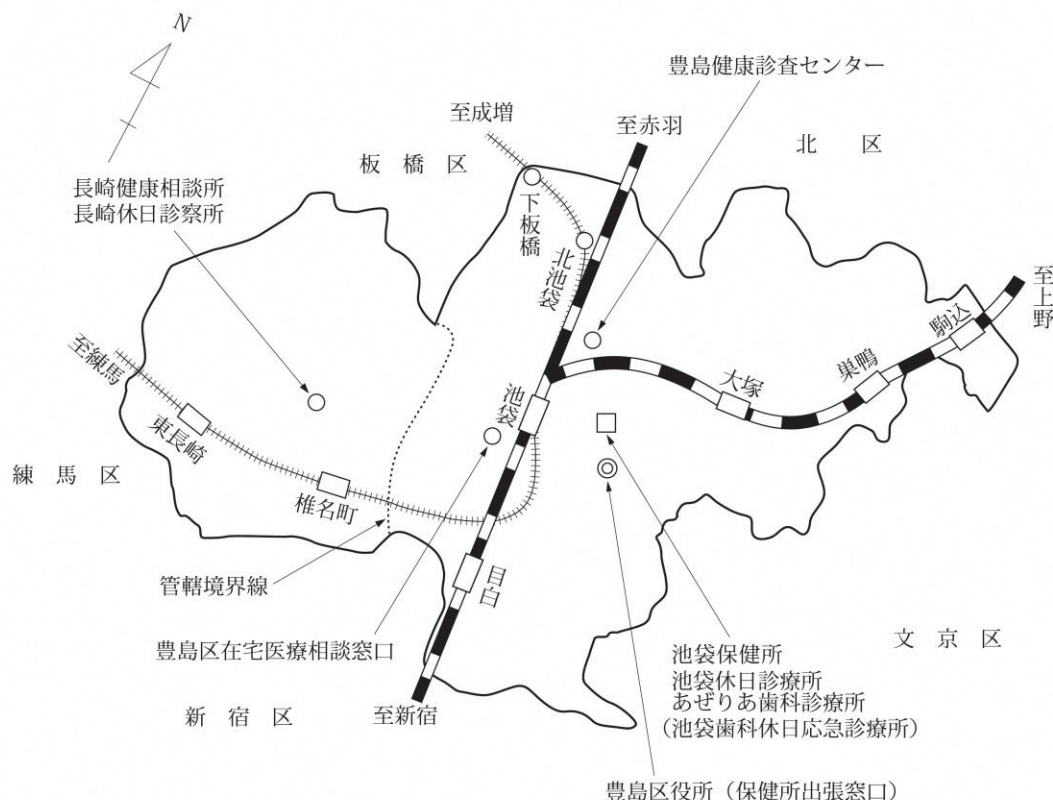 N
豊島健康診査センター
至成増
至赤羽
北 区
板 橋 区
長崎健康相談所
長崎休日診察所
下板橋
北池袋
至上野
駒込
巣鴨
大塚
至練馬
池袋
東長崎
練 馬 区
椎名町
管轄境界線
目白
豊島区在宅医療相談窓口
文 京 区
池袋保健所
池袋休日診療所
あぜりあ歯科診療所
(池袋歯科休日応急診療所)
新 宿 区
至新宿
豊島区役所(保健所出張窓口)